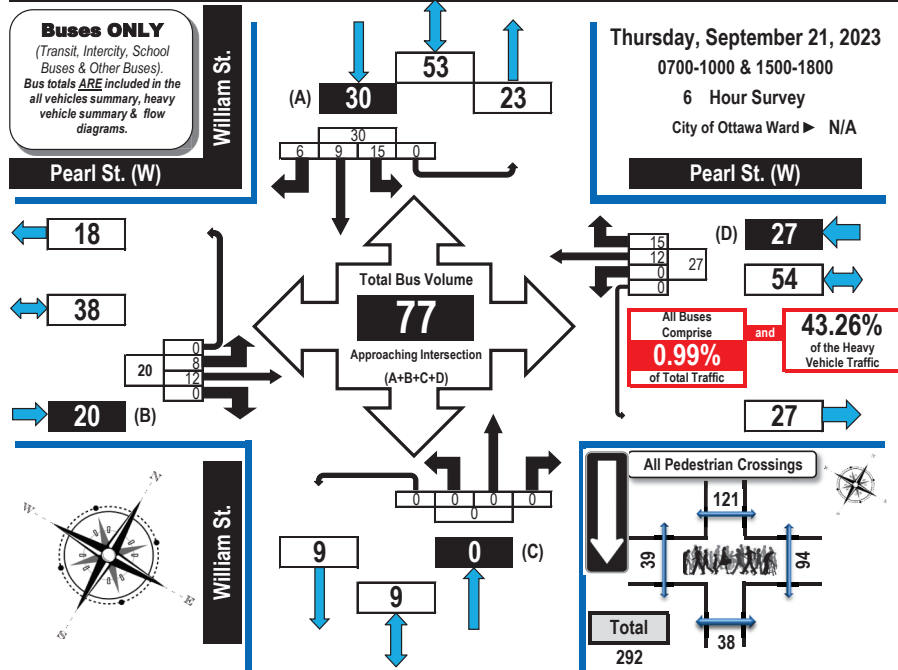 Buses ONLY
(Transit, Intercity, School
Buses & Other Buses).
Bus totals ARE included in the
all vehicles summary, heavy
vehicle summary & flow
diagrams.
William St.
Pearl St. (W)
53
(A)
30
23
30
6 9 15 0
Thursday, September 21, 2023
0700-1000 & 1500-1800
6 Hour Survey
City of Ottawa Ward ► N/A
Pearl St. (W)
18
38
20
0
8
12
0
20
(B)
Total Bus Volume
77
Approaching Intersection
(A+B+C+D)
15
12
0
0
27
(D)
27
54
All Buses
Comprise
0.99%
of Total Traffic
and
43.26%
of the Heavy
Vehicle Traffic
27
N
W
E
S
William St.
0 0 0 0
0
9
0
(C)
9
All Pedestrian Crossings
121
39
94
38
Total
292